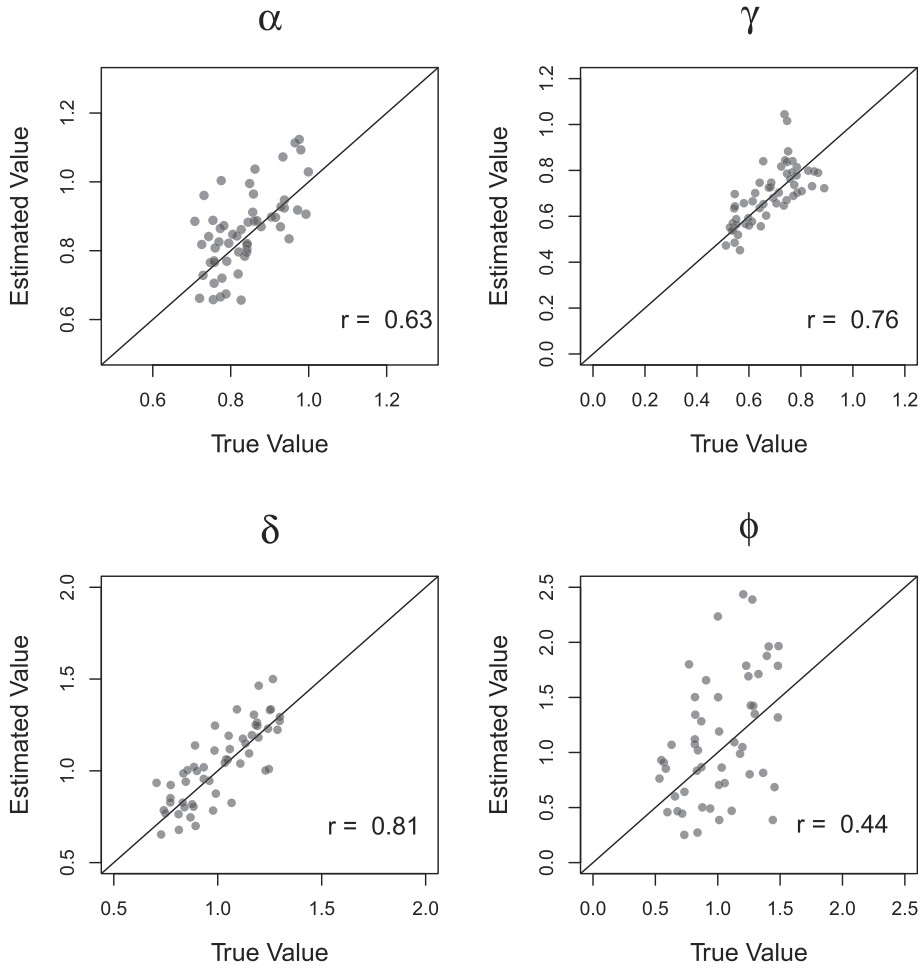 α
Estimated Value
1.2
1.0
0.8
0.6
r = 0.63
0.6 0.8 1.0 1.2
True Value
γ
Estimated Value
1.2
1.0
0.8
0.6
0.4
0.2
0.0
r = 0.76
0.0 0.2 0.4 0.6 0.8 1.0 1.2
True Value
δ
Estimated Value
2.0
1.5
1.0
0.5
r = 0.81
0.5 1.0 1.5 2.0
True Value
ϕ
Estimated Value
2.5
2.0
1.5
1.0
0.5
0.0
r = 0.44
0.0 0.5 1.0 1.5 2.0 2.5
True Value